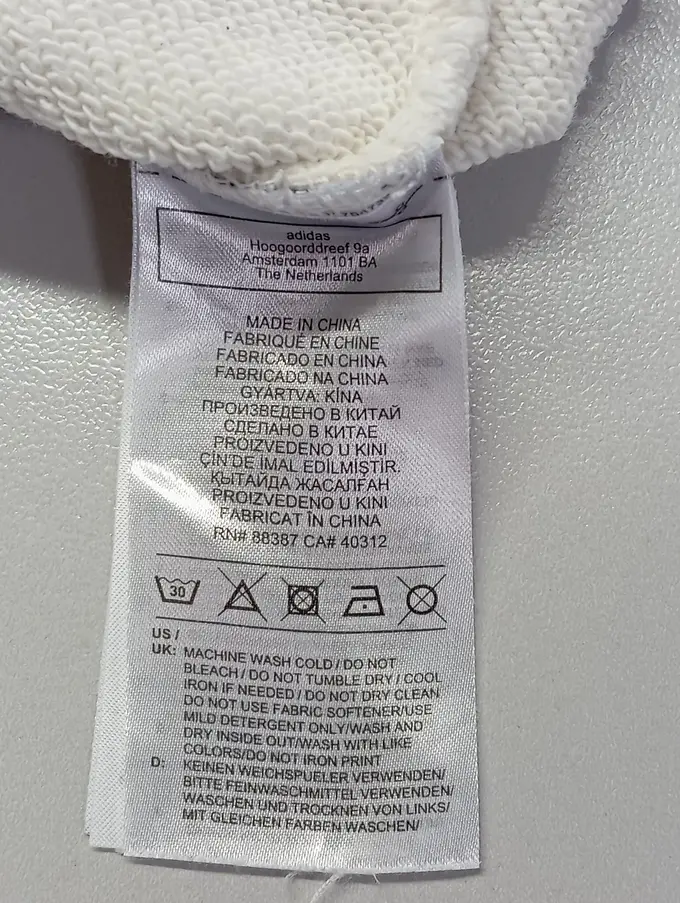 adidas
Hoogoorddreef 9a
Amsterdam 1101 BA
The Netherlands
MADE IN CHINA
FABRIQUÉ EN CHINE
FABRICADO EN CHINA
FABRICADO NA CHINA
GYÁRTVA: KÍNA
ПРОИЗВЕДЕНО В КИТАЙ
СДЕЛАНО В КИТАЕ
PROIZVEDENO U KINI
ÇİN'DE İMAL EDİLMİŞTİR.
ҚЫТАЙДА ЖАСАЛҒАН
PROIZVEDENO U KINI
FABRICAT ÎN CHINA
RN# 88387 CA# 40312
30
US /
UK: MACHINE WASH COLD / DO NOT
BLEACH / DO NOT TUMBLE DRY / COOL
IRON IF NEEDED / DO NOT DRY CLEAN
DO NOT USE FABRIC SOFTENER/USE
MILD DETERGENT ONLY/WASH AND
DRY INSIDE OUT/WASH WITH LIKE
COLORS/DO NOT IRON PRINT
D: KEINEN WEICHSPUELER VERWENDEN/
BITTE FEINWASCHMITTEL VERWENDEN/
WASCHEN UND TROCKNEN VON LINKS/
MIT GLEICHEN FARBEN WASCHEN/